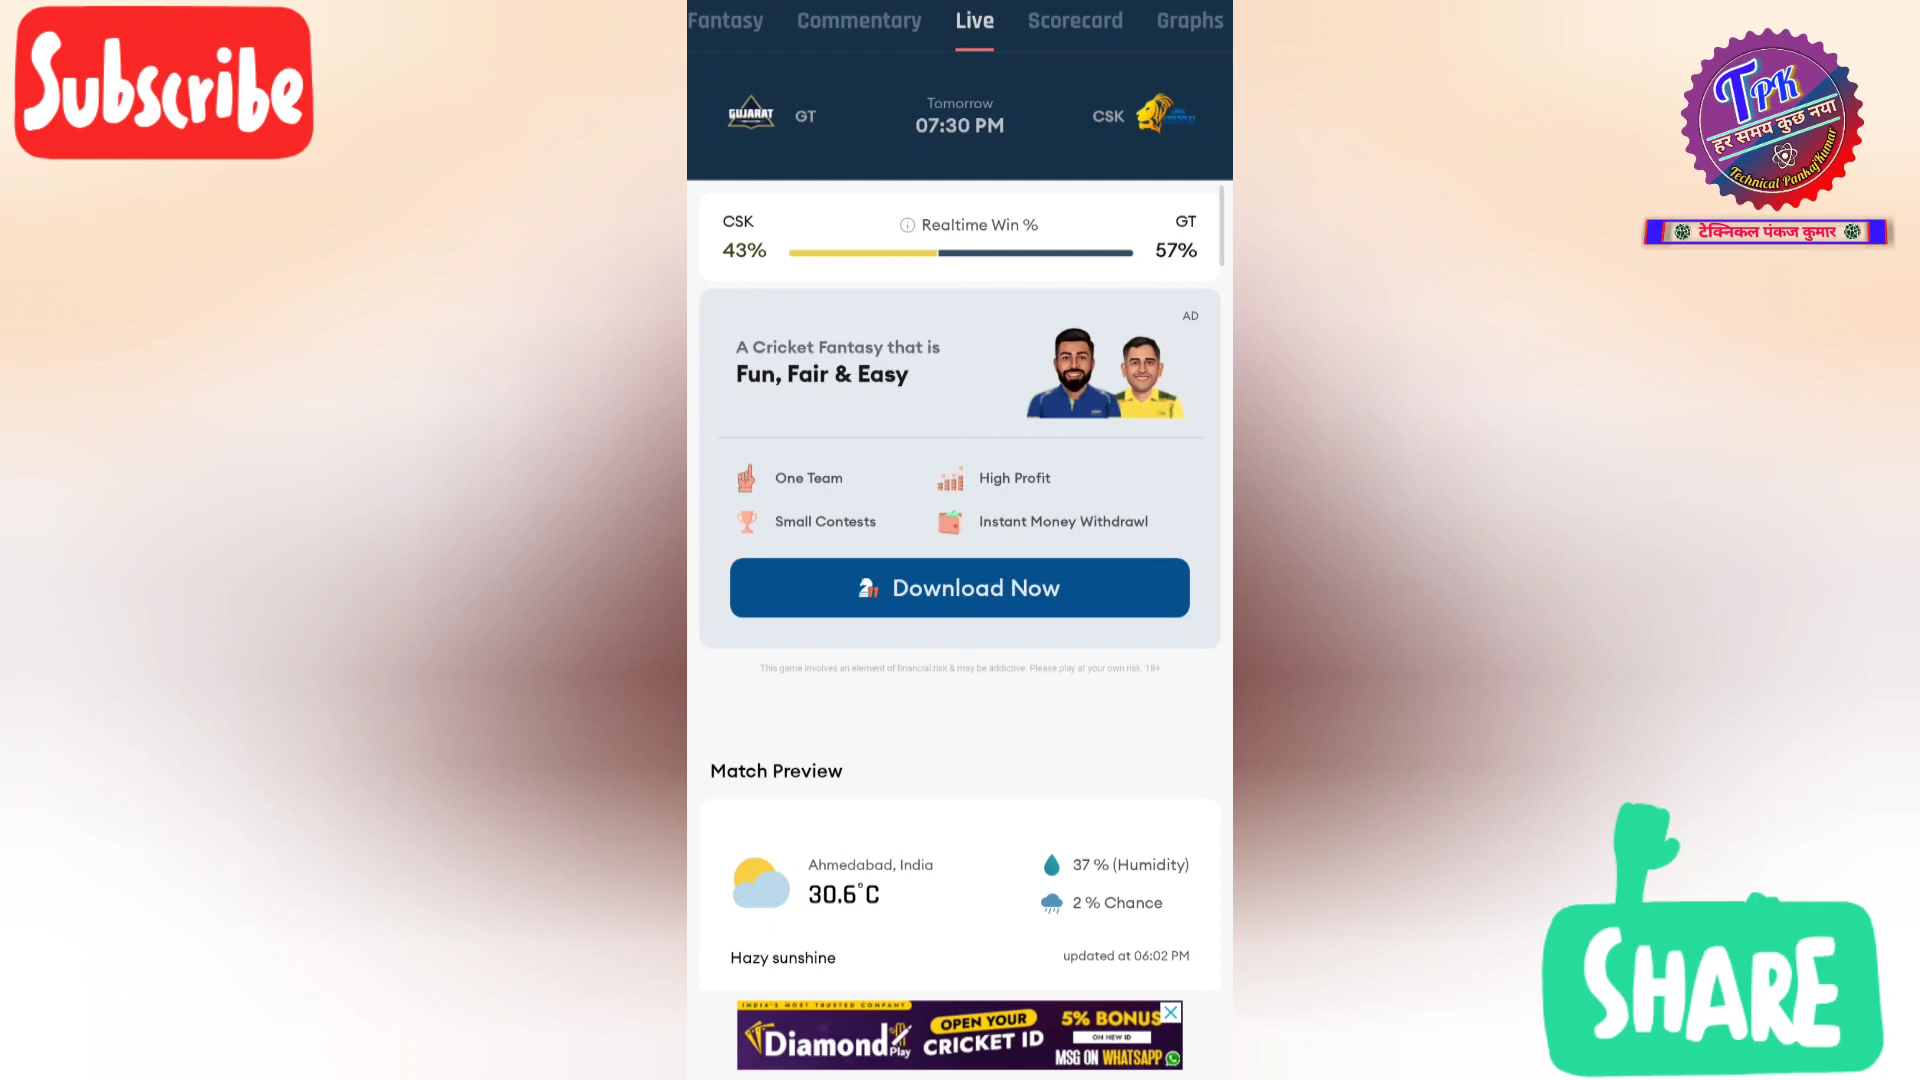 Subscribe
Fantasy Commentary Live Scorecard Graphs
GUJARAT
GT
Tomorrow
07:30 PM
CSK
CHENNAI
TPK
हर समय कुछ नया
Technical PankajKumar
टेक्निकल पंकज कुमार
CSK
Realtime Win %
GT
43%
57%
AD
A Cricket Fantasy that is
Fun, Fair & Easy
One Team
High Profit
Small Contests
Instant Money Withdrawl
Download Now
This game involves an element of financial risk & may be addictive. Please play at your own risk. 18+
Match Preview
Ahmedabad, India
30.6°C
37 % (Humidity)
2 % Chance
Hazy sunshine
updated at 06:02 PM
INDIA'S MOST TRUSTED COMPANY
Diamond Play
OPEN YOUR
CRICKET ID
5% BONUS
ON NEW ID
MSG ON WHATSAPP
SHARE